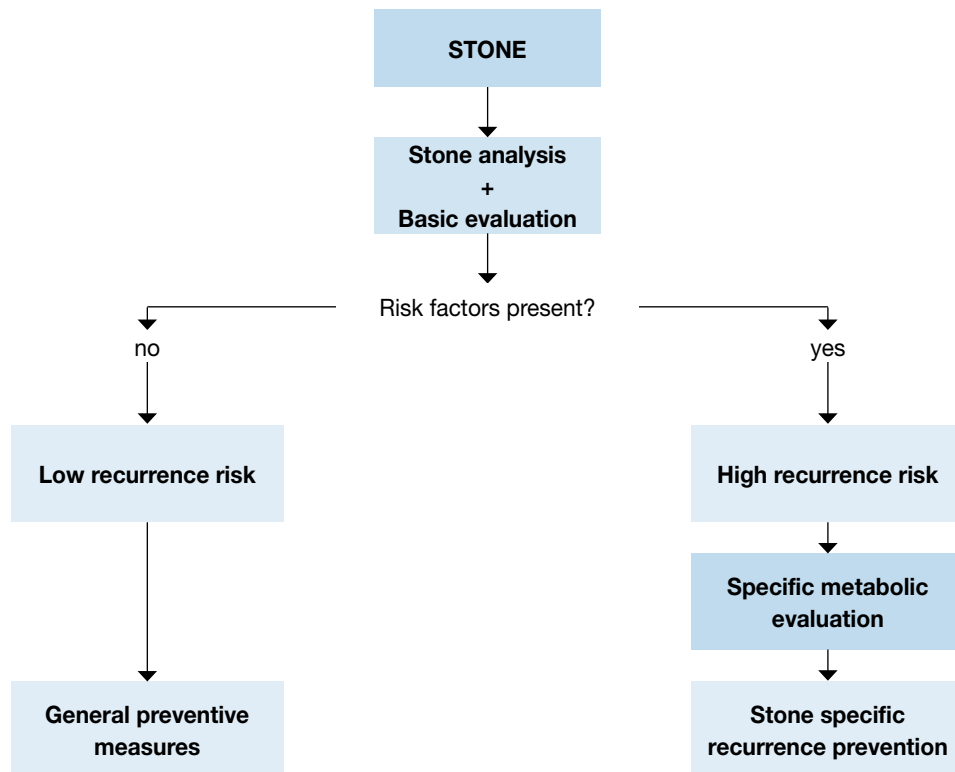 STONE
Stone analysis
+
Basic evaluation
Risk factors present?
no
yes
Low recurrence risk
High recurrence risk
Specific metabolic
evaluation
General preventive
measures
Stone specific
recurrence prevention